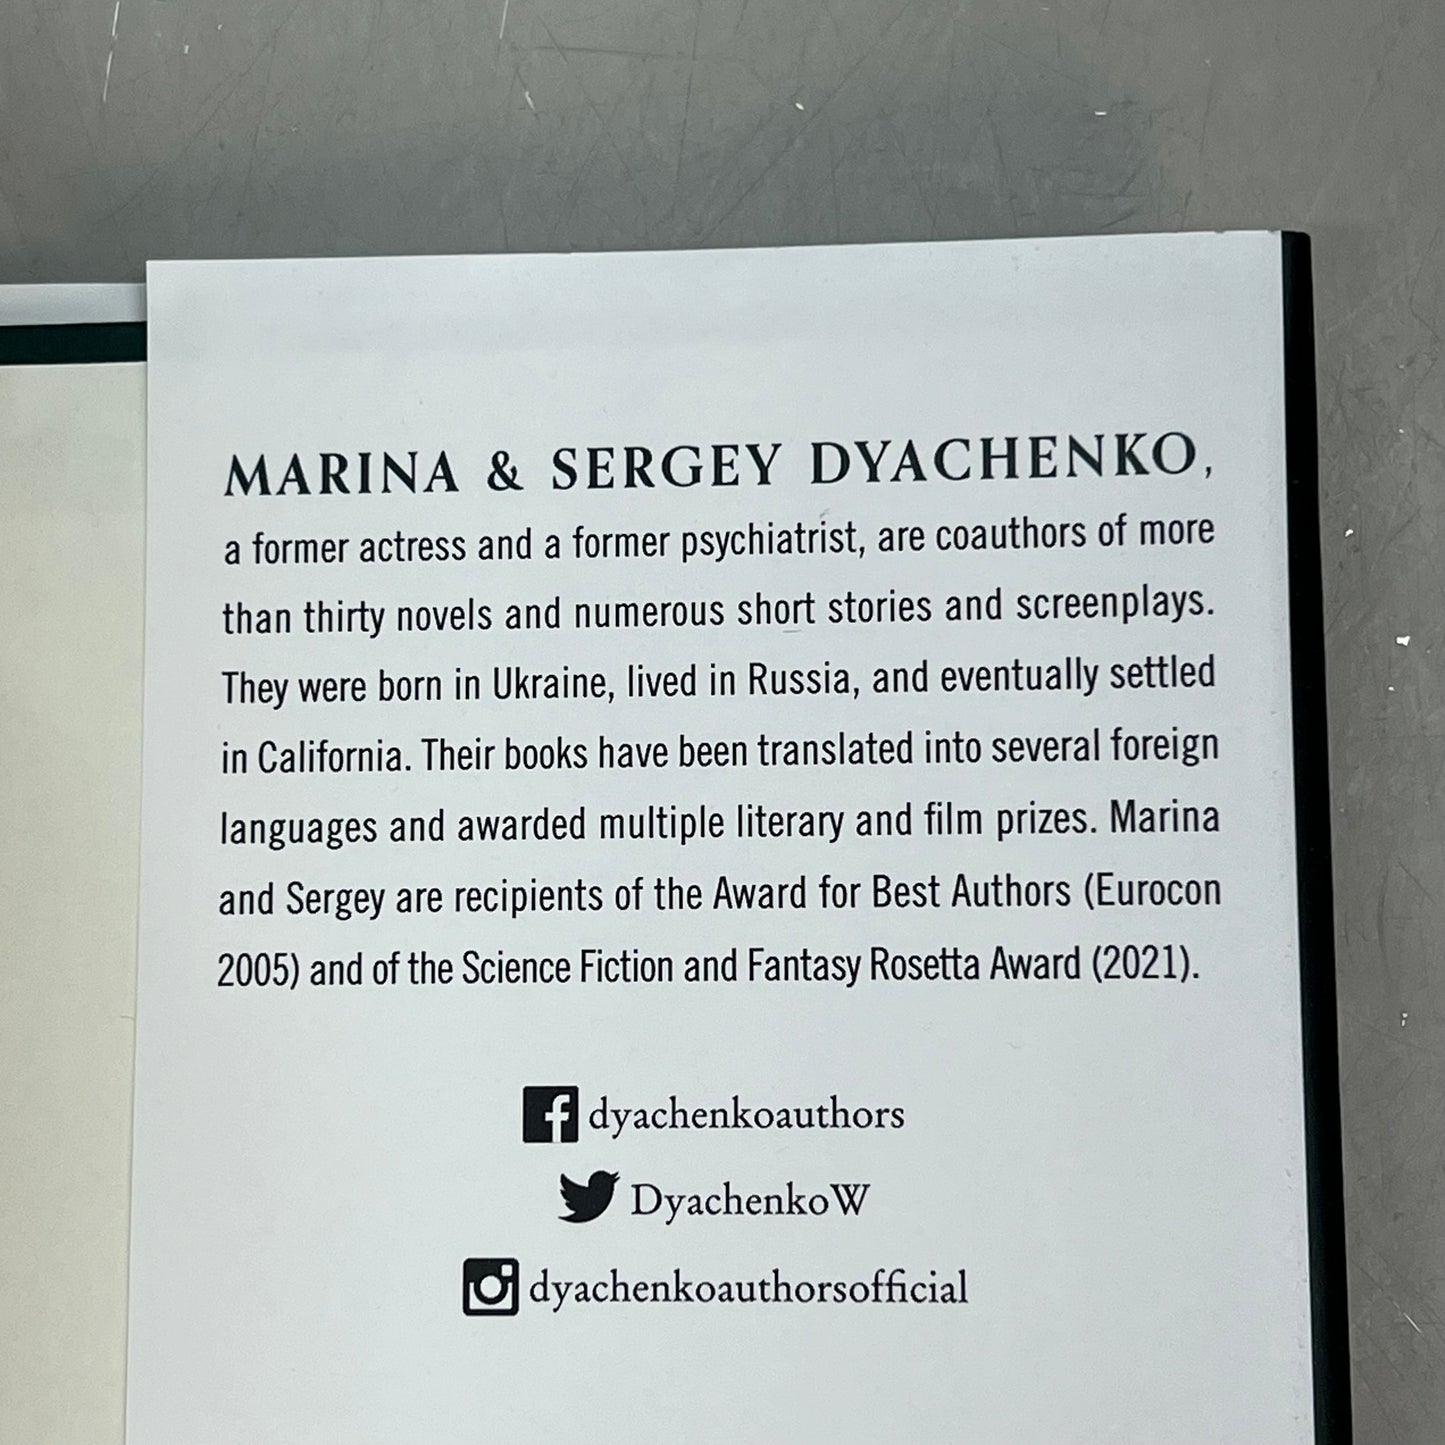 MARINA & SERGEY DYACHENKO,
a former actress and a former psychiatrist, are coauthors of more
than thirty novels and numerous short stories and screenplays.
They were born in Ukraine, lived in Russia, and eventually settled
in California. Their books have been translated into several foreign
languages and awarded multiple literary and film prizes. Marina
and Sergey are recipients of the Award for Best Authors (Eurocon
2005) and of the Science Fiction and Fantasy Rosetta Award (2021).
dyachenkoauthors
DyachenkoW
dyachenkoauthorsofficial